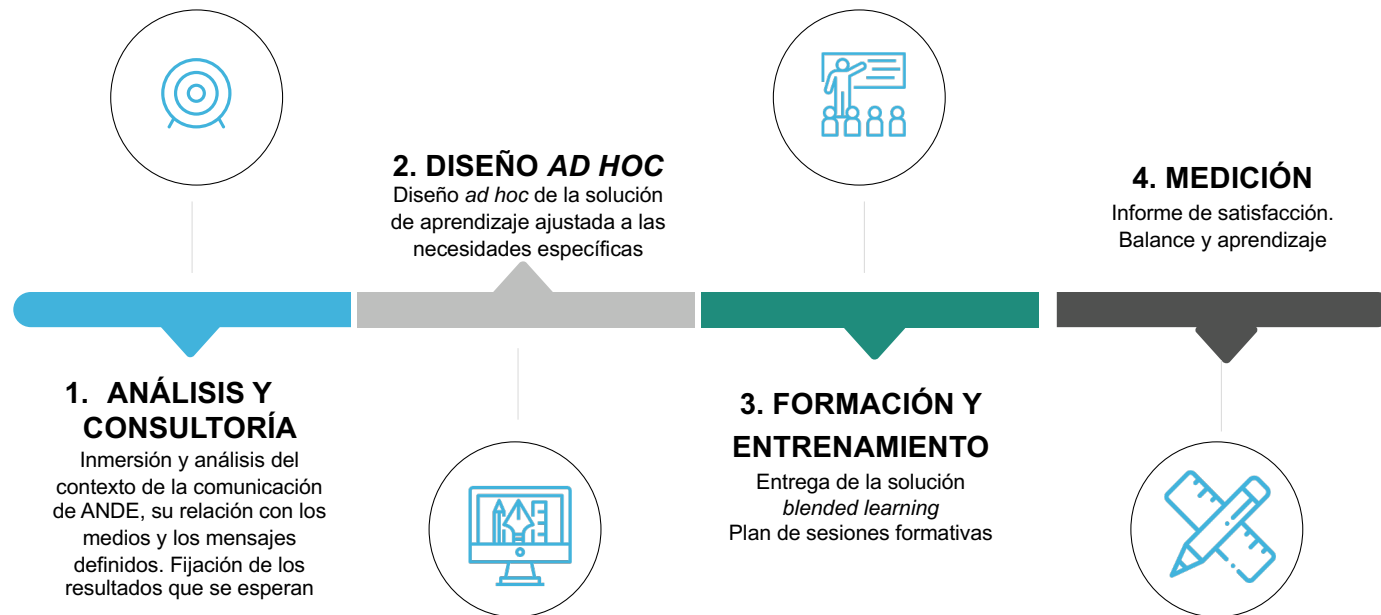 1. ANÁLISIS Y
CONSULTORÍA
Inmersión y análisis del
contexto de la comunicación
de ANDE, su relación con los
medios y los mensajes
definidos. Fijación de los
resultados que se esperan
2. DISEÑO AD HOC
Diseño ad hoc de la solución
de aprendizaje ajustada a las
necesidades específicas
3. FORMACIÓN Y
ENTRENAMIENTO
Entrega de la solución
blended learning
Plan de sesiones formativas
4. MEDICIÓN
Informe de satisfacción.
Balance y aprendizaje